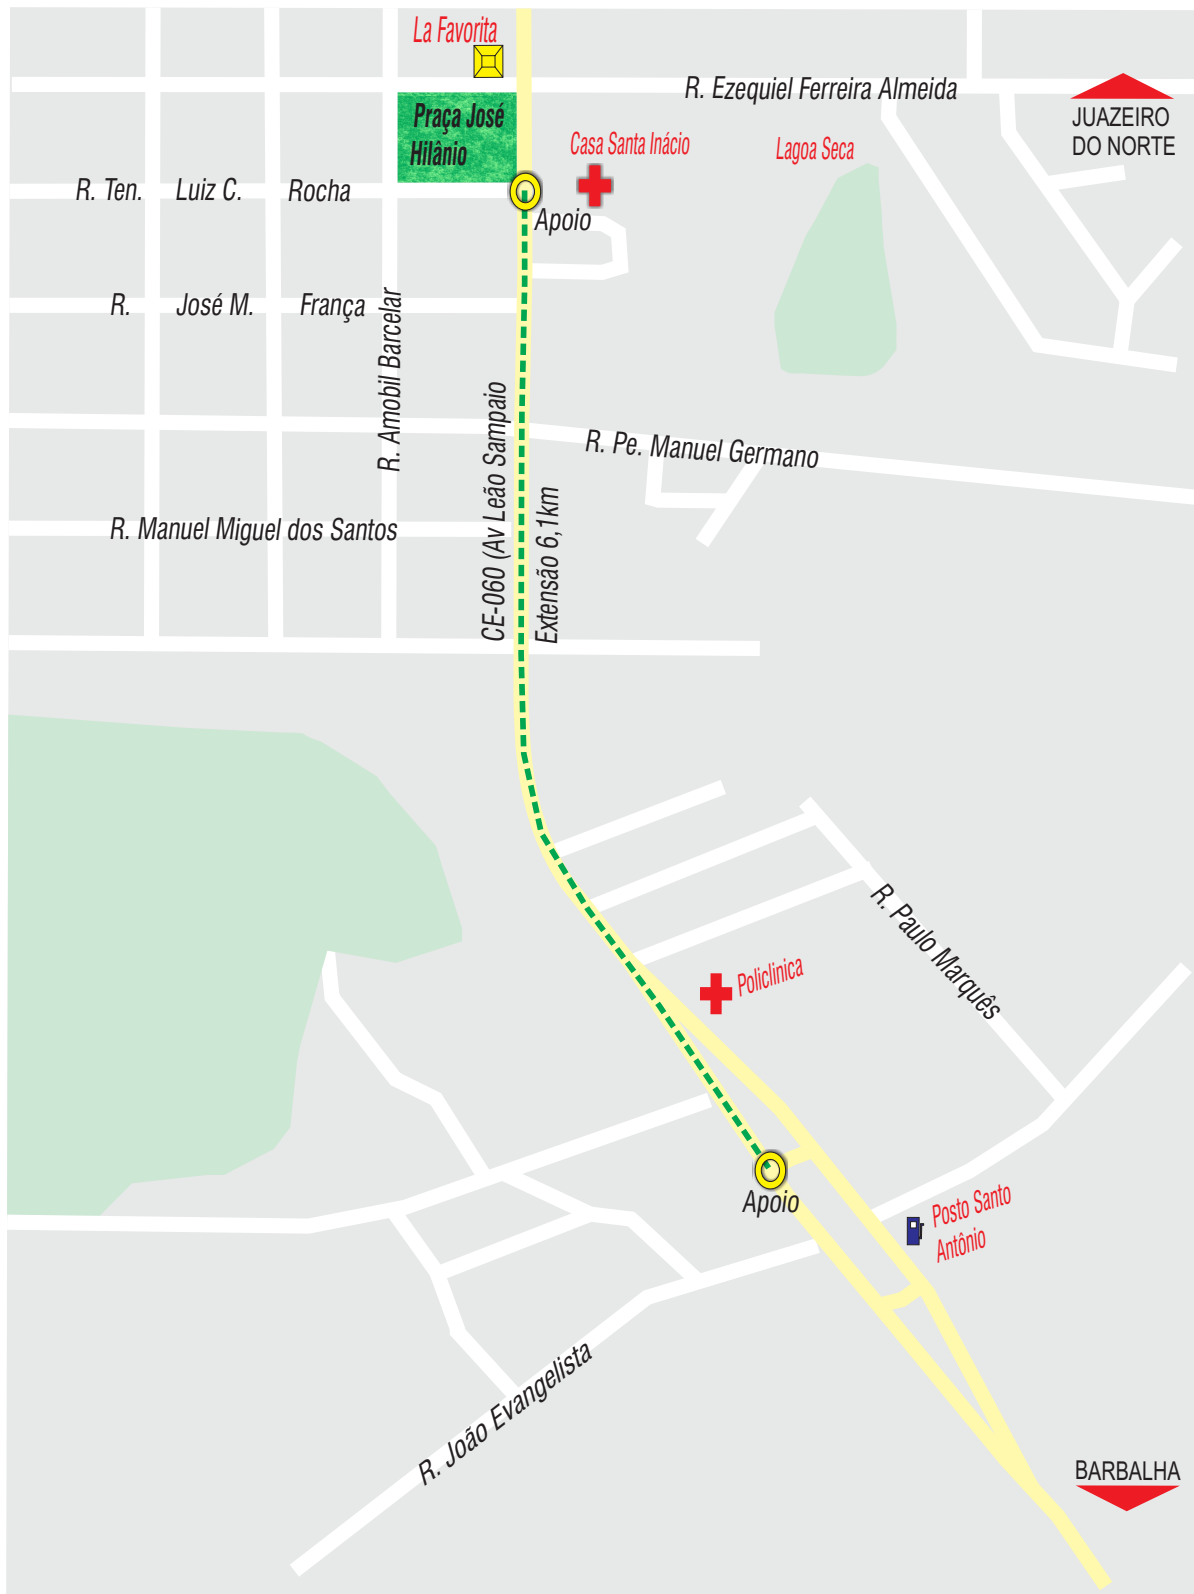 La Favorita
R. Ezequiel Ferreira Almeida
JUAZEIRO
DO NORTE
Praça José
Hilânio
Casa Santa Inácio
Lagoa Seca
R. Ten. Luiz C. Rocha
Apoio
R. José M. França
R. Amobil Barcelar
CE-060 (Av Leão Sampaio
Extensão 6,1km
R. Pe. Manuel Germano
R. Manuel Miguel dos Santos
R. Paulo Marquês
Policlinica
Apoio
Posto Santo
Antônio
R. João Evangelista
BARBALHA